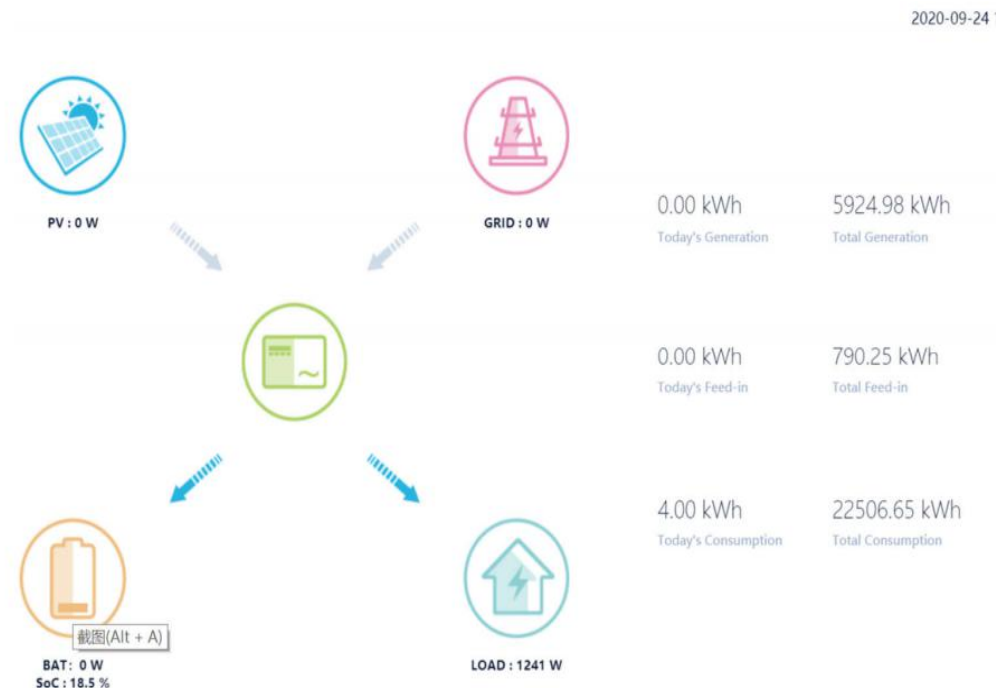 2020-09-24
PV : 0 W
GRID : 0 W
0.00 kWh
5924.98 kWh
Today's Generation
Total Generation
0.00 kWh
790.25 kWh
Today's Feed-in
Total Feed-in
4.00 kWh
22506.65 kWh
Today's Consumption
Total Consumption
截图(Alt + A)
BAT: 0 W
SoC : 18.5 %
LOAD : 1241 W